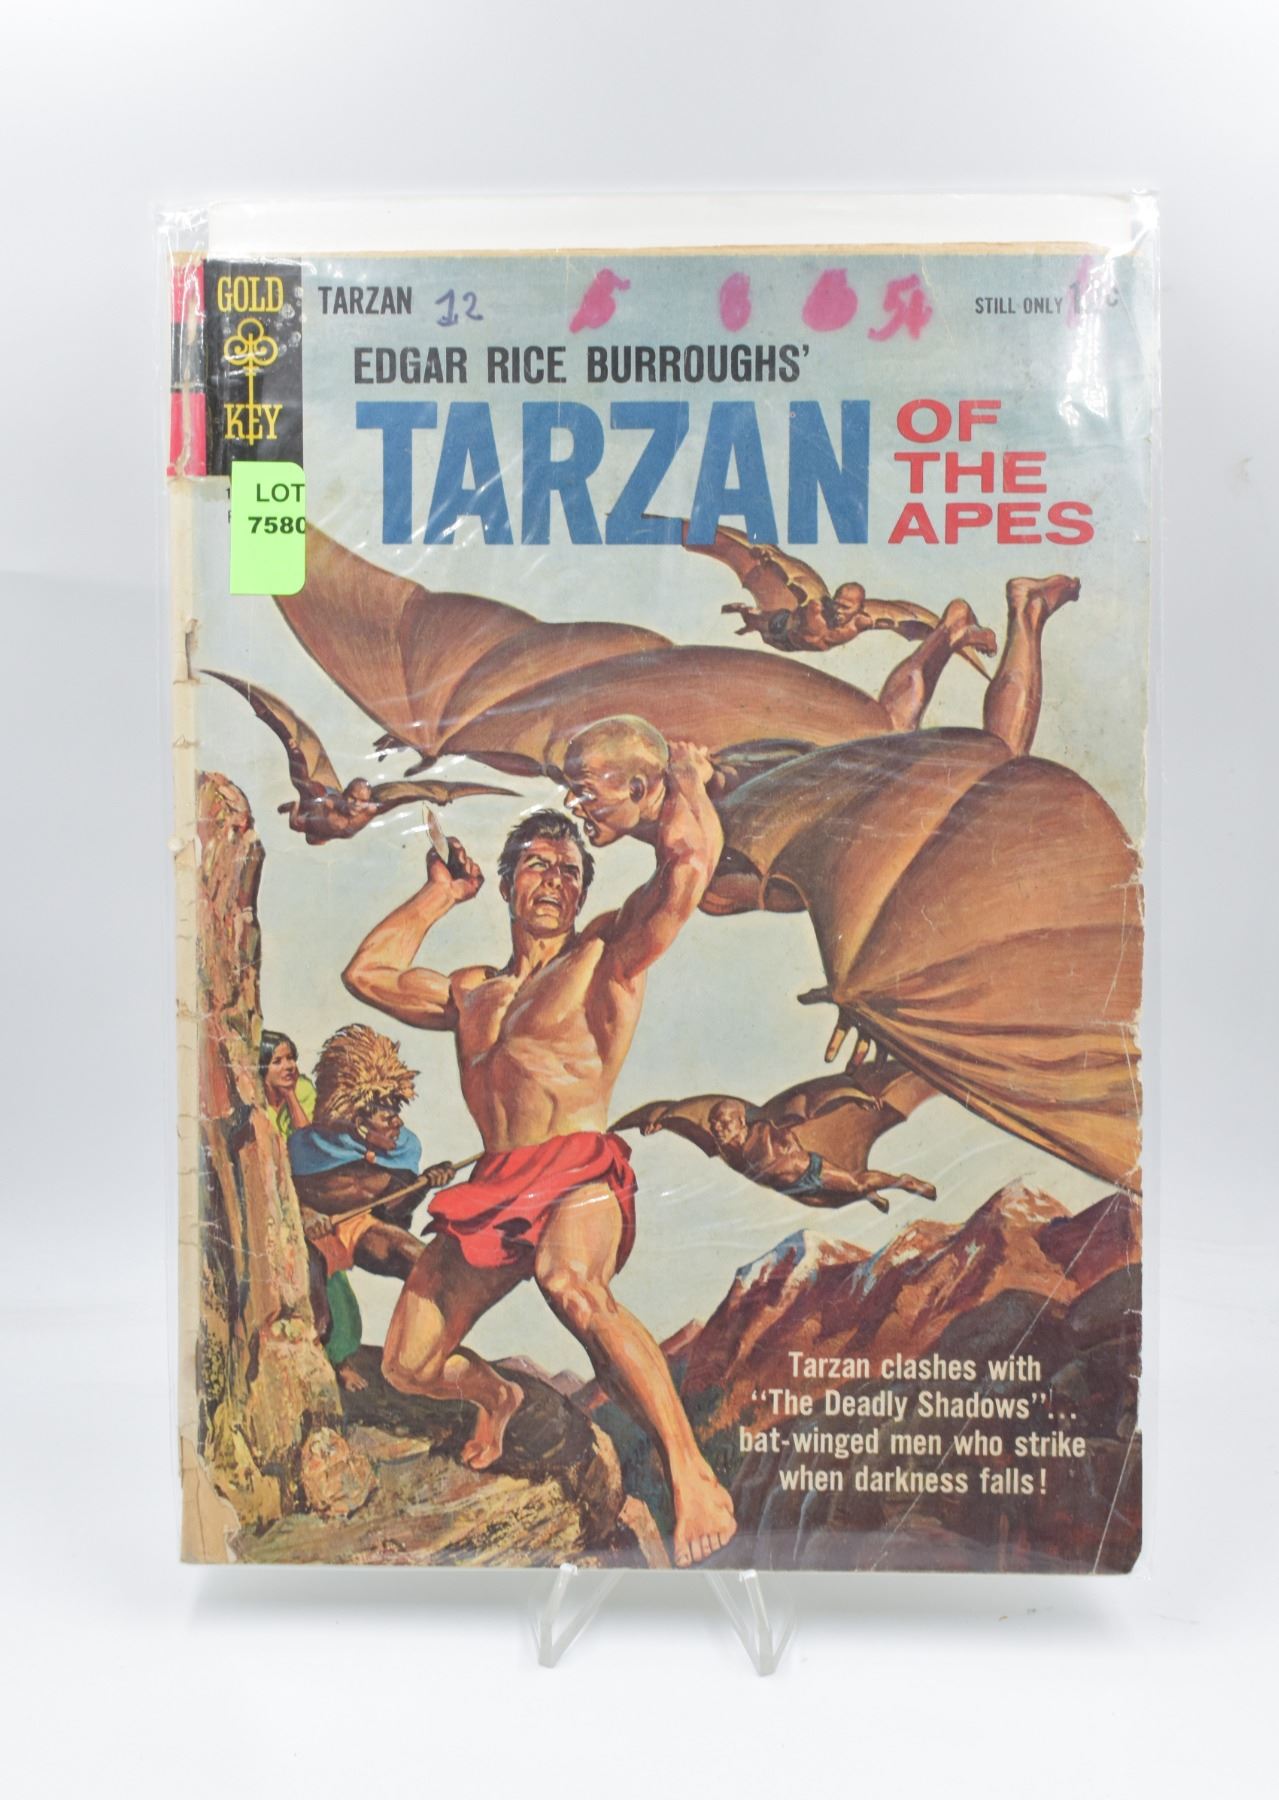 GOLD
KEY
TARZAN 12
STILL ONLY
EDGAR RICE BURROUGHS'
TARZAN
OF
THE
APES
LOT
7580
Tarzan clashes with
"The Deadly Shadows"...
bat-winged men who strike
when darkness falls!